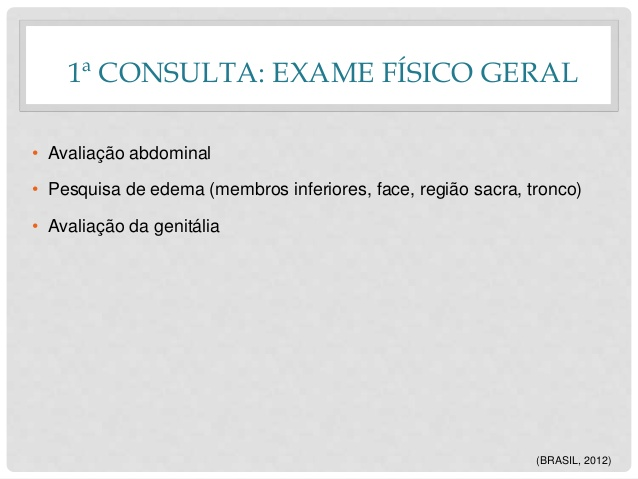 1ª CONSULTA: EXAME FÍSICO GERAL
• Avaliação abdominal
• Pesquisa de edema (membros inferiores, face, região sacra, tronco)
• Avaliação da genitália
(BRASIL, 2012)